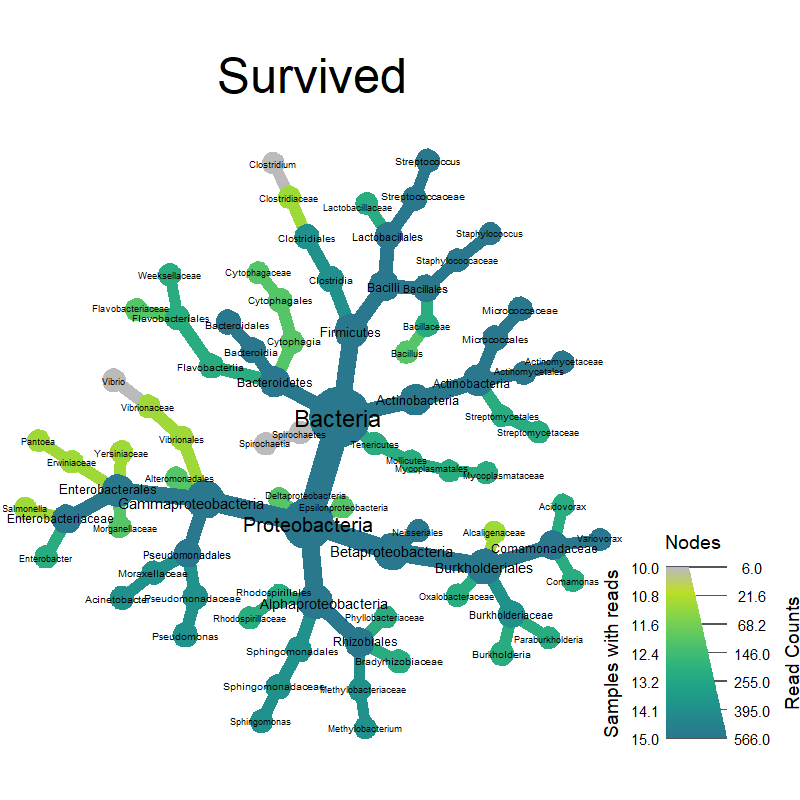 Survived
Streptococcus
Clostridium
Streptococcaceae
Clostridiaceae
Lactobacillaceae
Staphylococcus
Clostridiales
Lactobacillales
Staphylococcaceae
Cytophagaceae
Weeksellaceae
Clostridia
Bacilli
Bacillales
Cytophagales
Flavobacteriaceae
Flavobacteriales
Bacteroidales
Micrococcaceae
Bacillaceae
Firmicutes
Micrococcales
Cytophagia
Bacteroidia
Bacillus
Actinomycetaceae
Flavobacteriia
Actinomycetales
Bacteroidetes
Actinobacteria
Vibrio
Actinobacteria
Vibrionaceae
Bacteria
Streptomycetales
Spirochaetes
Streptomycetaceae
Pantoea
Vibrionales
Spirochaetia
Tenericutes
Yersiniaceae
Erwiniaceae
Mollicutes
Mycoplasmatales
Mycoplasmataceae
Alteromonadales
Enterobacterales
Deltaproteobacteria
Gammaproteobacteria
Epsilonproteobacteria
Acidovorax
Salmonella
Enterobacteriaceae
Morganellaceae
Proteobacteria
Neisseriales
Alcaligenaceae
Variovorax
Comamonadaceae
Betaproteobacteria
Enterobacter
Pseudomonadales
Burkholderiales
Moraxellaceae
Comamonas
Rhodospirillales
Oxalobacteraceae
Acinetobacter
Pseudomonadaceae
Alphaproteobacteria
Rhodospirillaceae
Phyllobacteriaceae
Burkholderiaceae
Pseudomonas
Rhizobiales
Paraburkholderia
Sphingomonadales
Burkholderia
Bradyrhizobiaceae
Sphingomonadaceae
Methylobacteriaceae
Sphingomonas
Methylobacterium
Nodes
10.0 6.0
10.8 21.6
11.6 68.2
12.4 146.0
13.2 255.0
14.1 395.0
15.0 566.0
Samples with reads
Read Counts